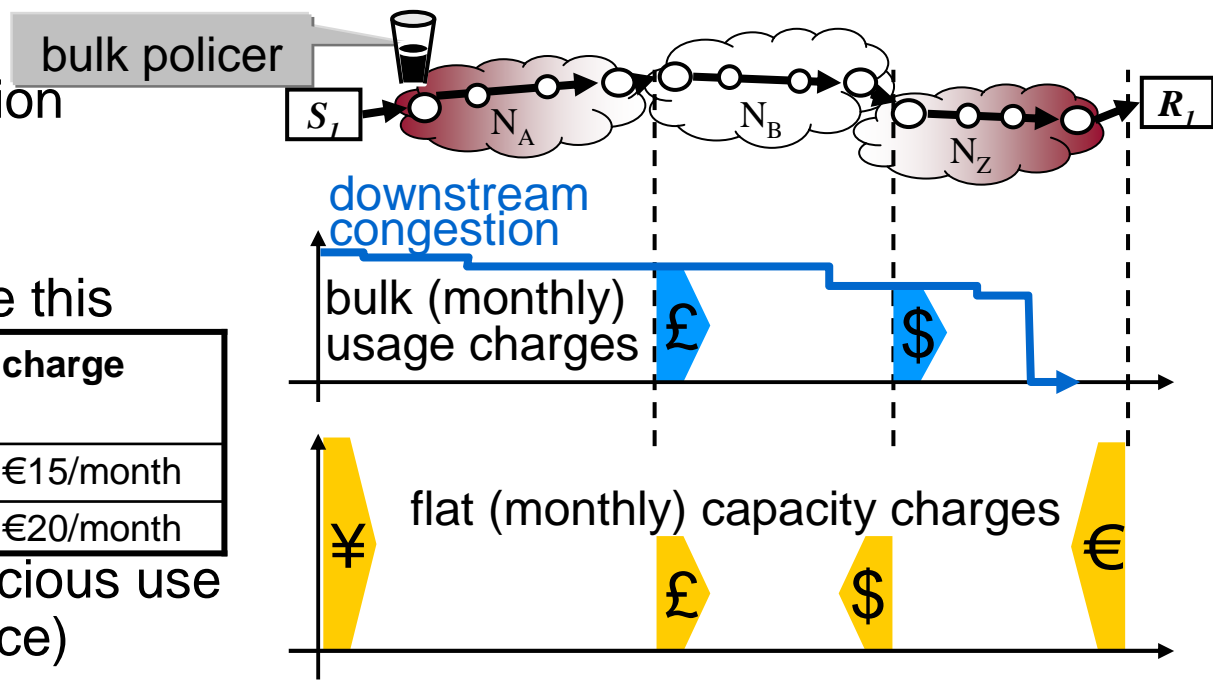 bulk policer
ion
S1
NA
NB
NZ
R1
downstream
congestion
e this
bulk (monthly)
usage charges
£
$
charge
€15/month
€20/month
flat (monthly) capacity charges
¥
£
$
€
cious use
ce)